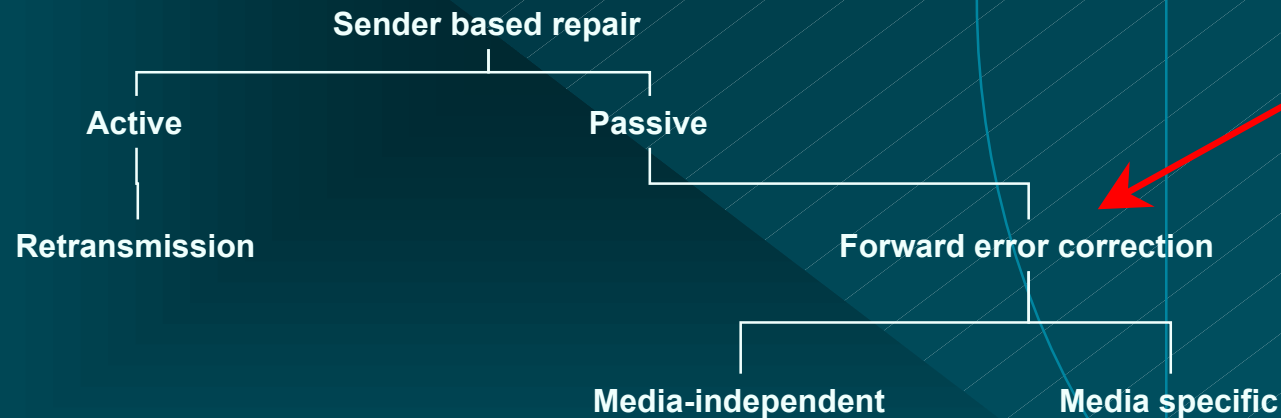 Sender based repair
Active
Passive
Retransmission
Forward error correction
Media-independent
Media specific